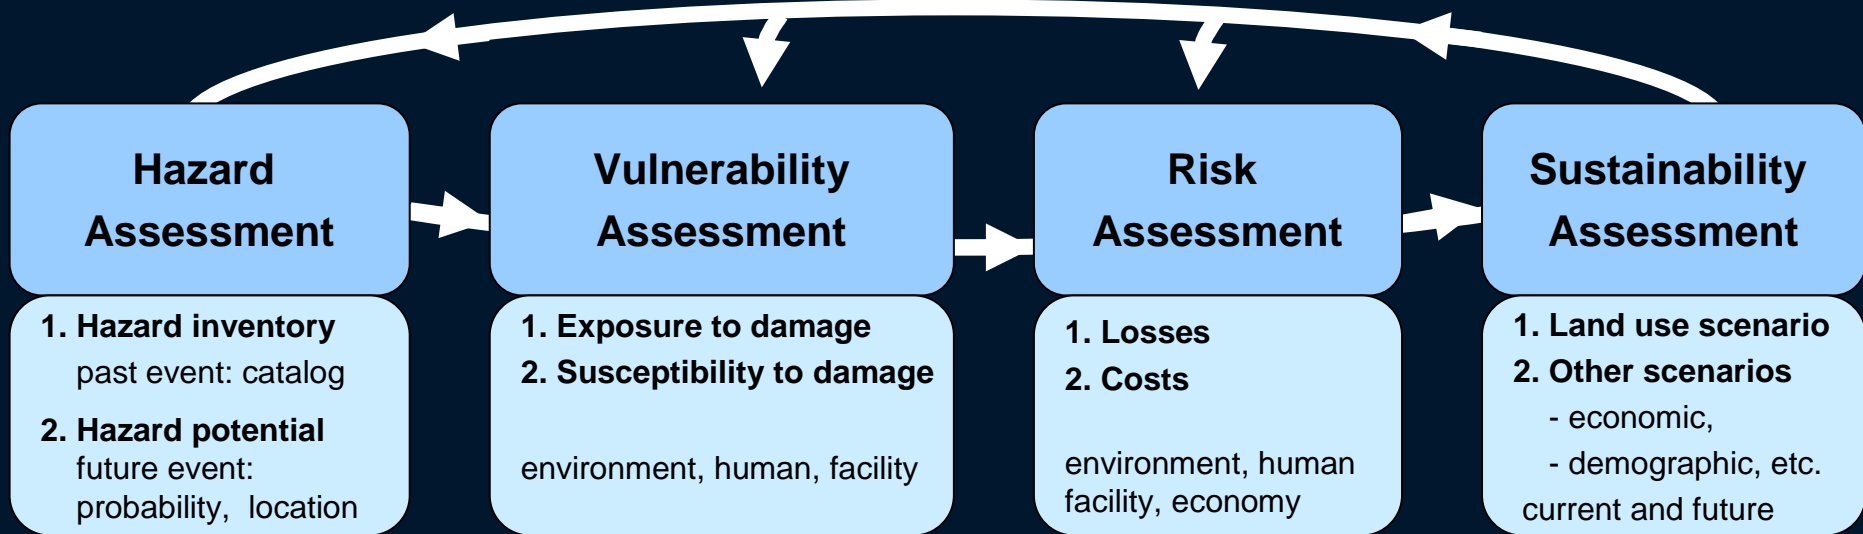 Hazard
Assessment
1. Hazard inventory
past event: catalog
2. Hazard potential
future event:
probability, location
Vulnerability
Assessment
1. Exposure to damage
2. Susceptibility to damage
environment, human, facility
Risk
Assessment
1. Losses
2. Costs
environment, human
facility, economy
Sustainability
Assessment
1. Land use scenario
2. Other scenarios
- economic,
- demographic, etc.
current and future